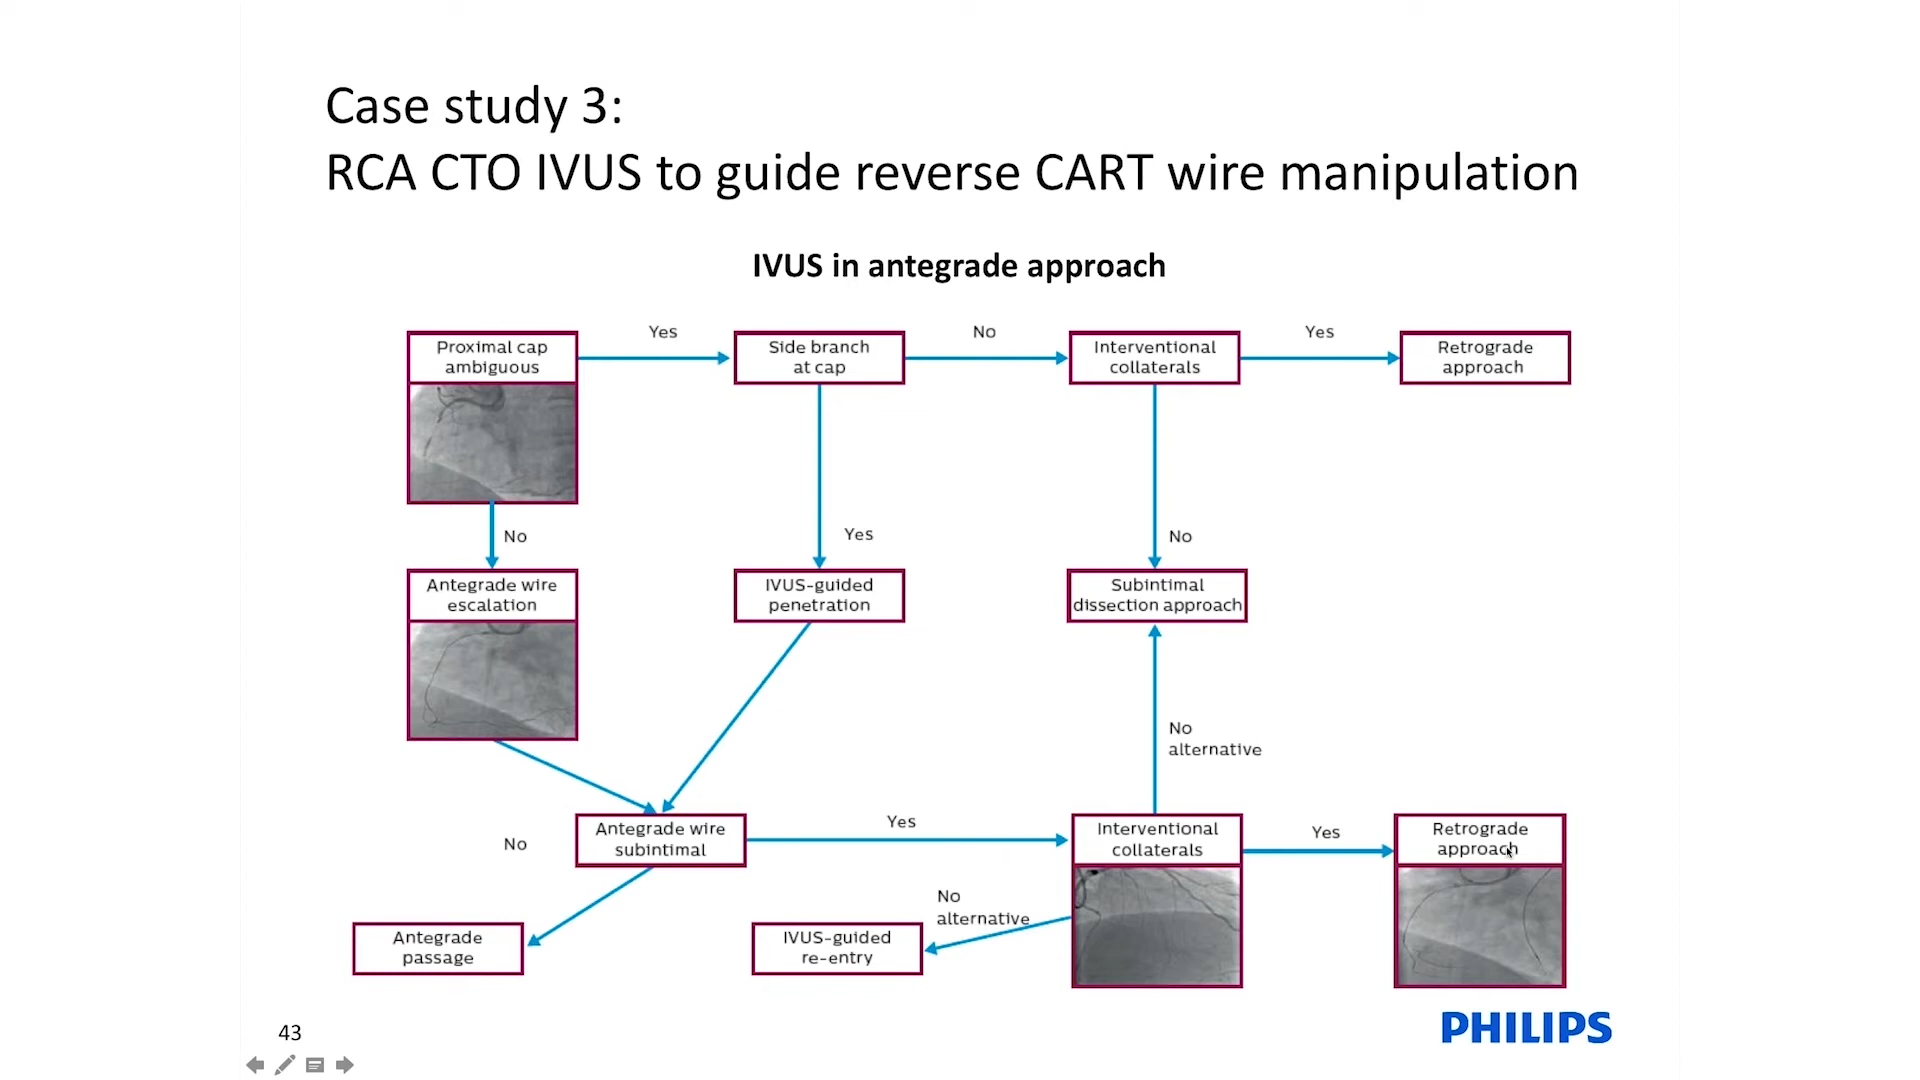 Case study 3:
RCA CTO IVUS to guide reverse CART wire manipulation
IVUS in antegrade approach
Proximal cap
ambiguous
Yes
Side branch
at cap
No
Interventional
collaterals
Yes
Retrograde
approach
No
Yes
No
Antegrade wire
escalation
IVUS-guided
penetration
Subintimal
dissection approach
No
alternative
No
Antegrade wire
subintimal
Yes
Interventional
collaterals
Yes
Retrograde
approach
No
alternative
Antegrade
passage
IVUS-guided
re-entry
43
PHILIPS